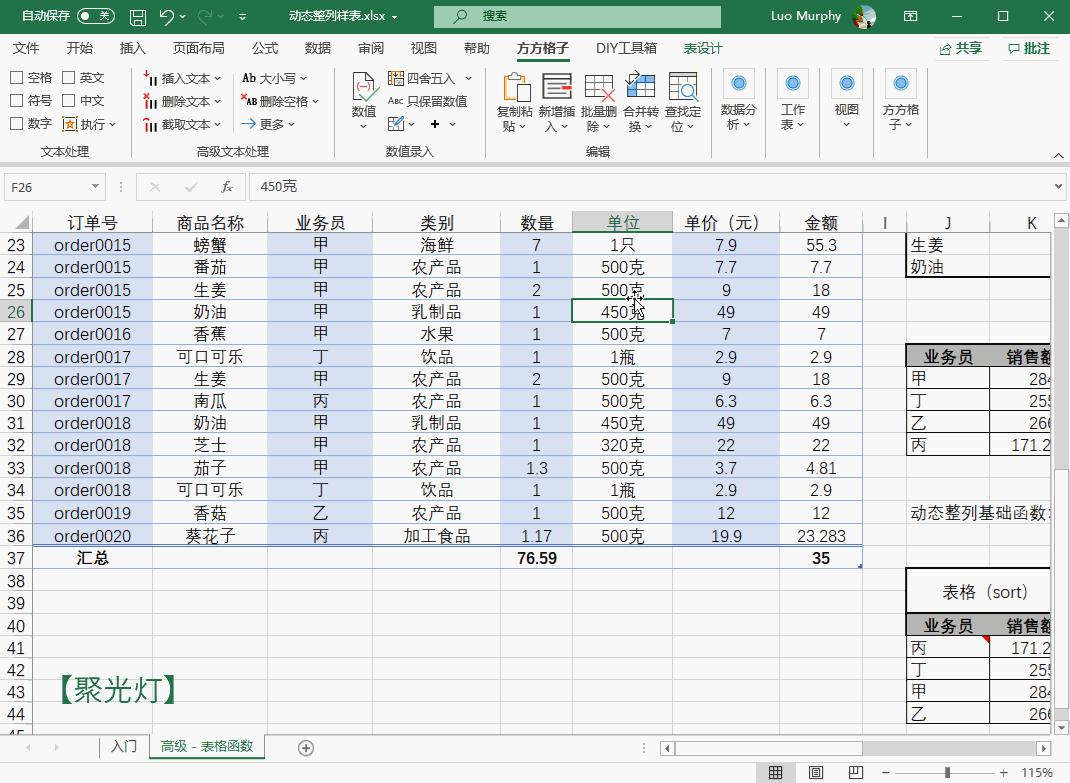 自动保存 关 动态整列样表.xlsx 搜索 Luo Murphy
文件 开始 插入 页面布局 公式 数据 审阅 视图 帮助 方方格子 DIY工具箱 表设计 共享 批注
空格 英文 插入文本 Ab 大小写 四舍五入
符号 中文 删除文本 AB 删除空格 Abc 只保留数值
数字 执行 截取文本 更多
数值 复制粘贴 新增插入 批量删除 合并转换 查找定位 数据分析 工作表 视图 方方格子
文本处理 高级文本处理 数值录入 编辑
F26 fx 450克
订单号 商品名称 业务员 类别 数量 单位 单价（元） 金额 I J K
23 order0015 螃蟹 甲 海鲜 7 1只 7.9 55.3 生姜
24 order0015 番茄 甲 农产品 1 500克 7.7 7.7 奶油
25 order0015 生姜 甲 农产品 2 500克 9 18
26 order0015 奶油 甲 乳制品 1 450克 49 49
27 order0016 香蕉 甲 水果 1 500克 7 7
28 order0017 可口可乐 丁 饮品 1 1瓶 2.9 2.9 业务员 销售额
29 order0017 生姜 甲 农产品 2 500克 9 18 甲 284
30 order0017 南瓜 丙 农产品 1 500克 6.3 6.3 丁 255
31 order0018 奶油 甲 乳制品 1 450克 49 49 乙 266
32 order0018 芝士 甲 农产品 1 320克 22 22 丙 171.2
33 order0018 茄子 甲 农产品 1.3 500克 3.7 4.81
34 order0018 可口可乐 丁 饮品 1 1瓶 2.9 2.9
35 order0019 香菇 乙 农产品 1 500克 12 12 动态整列基础函数:
36 order0020 葵花子 丙 加工食品 1.17 500克 19.9 23.283
37 汇总 76.59 35
38
39 表格（sort）
40 业务员 销售额
41 丙 171.2
42 丁 255
43 甲 284
44 乙 266
45
【聚光灯】
入门 高级 - 表格函数
115%